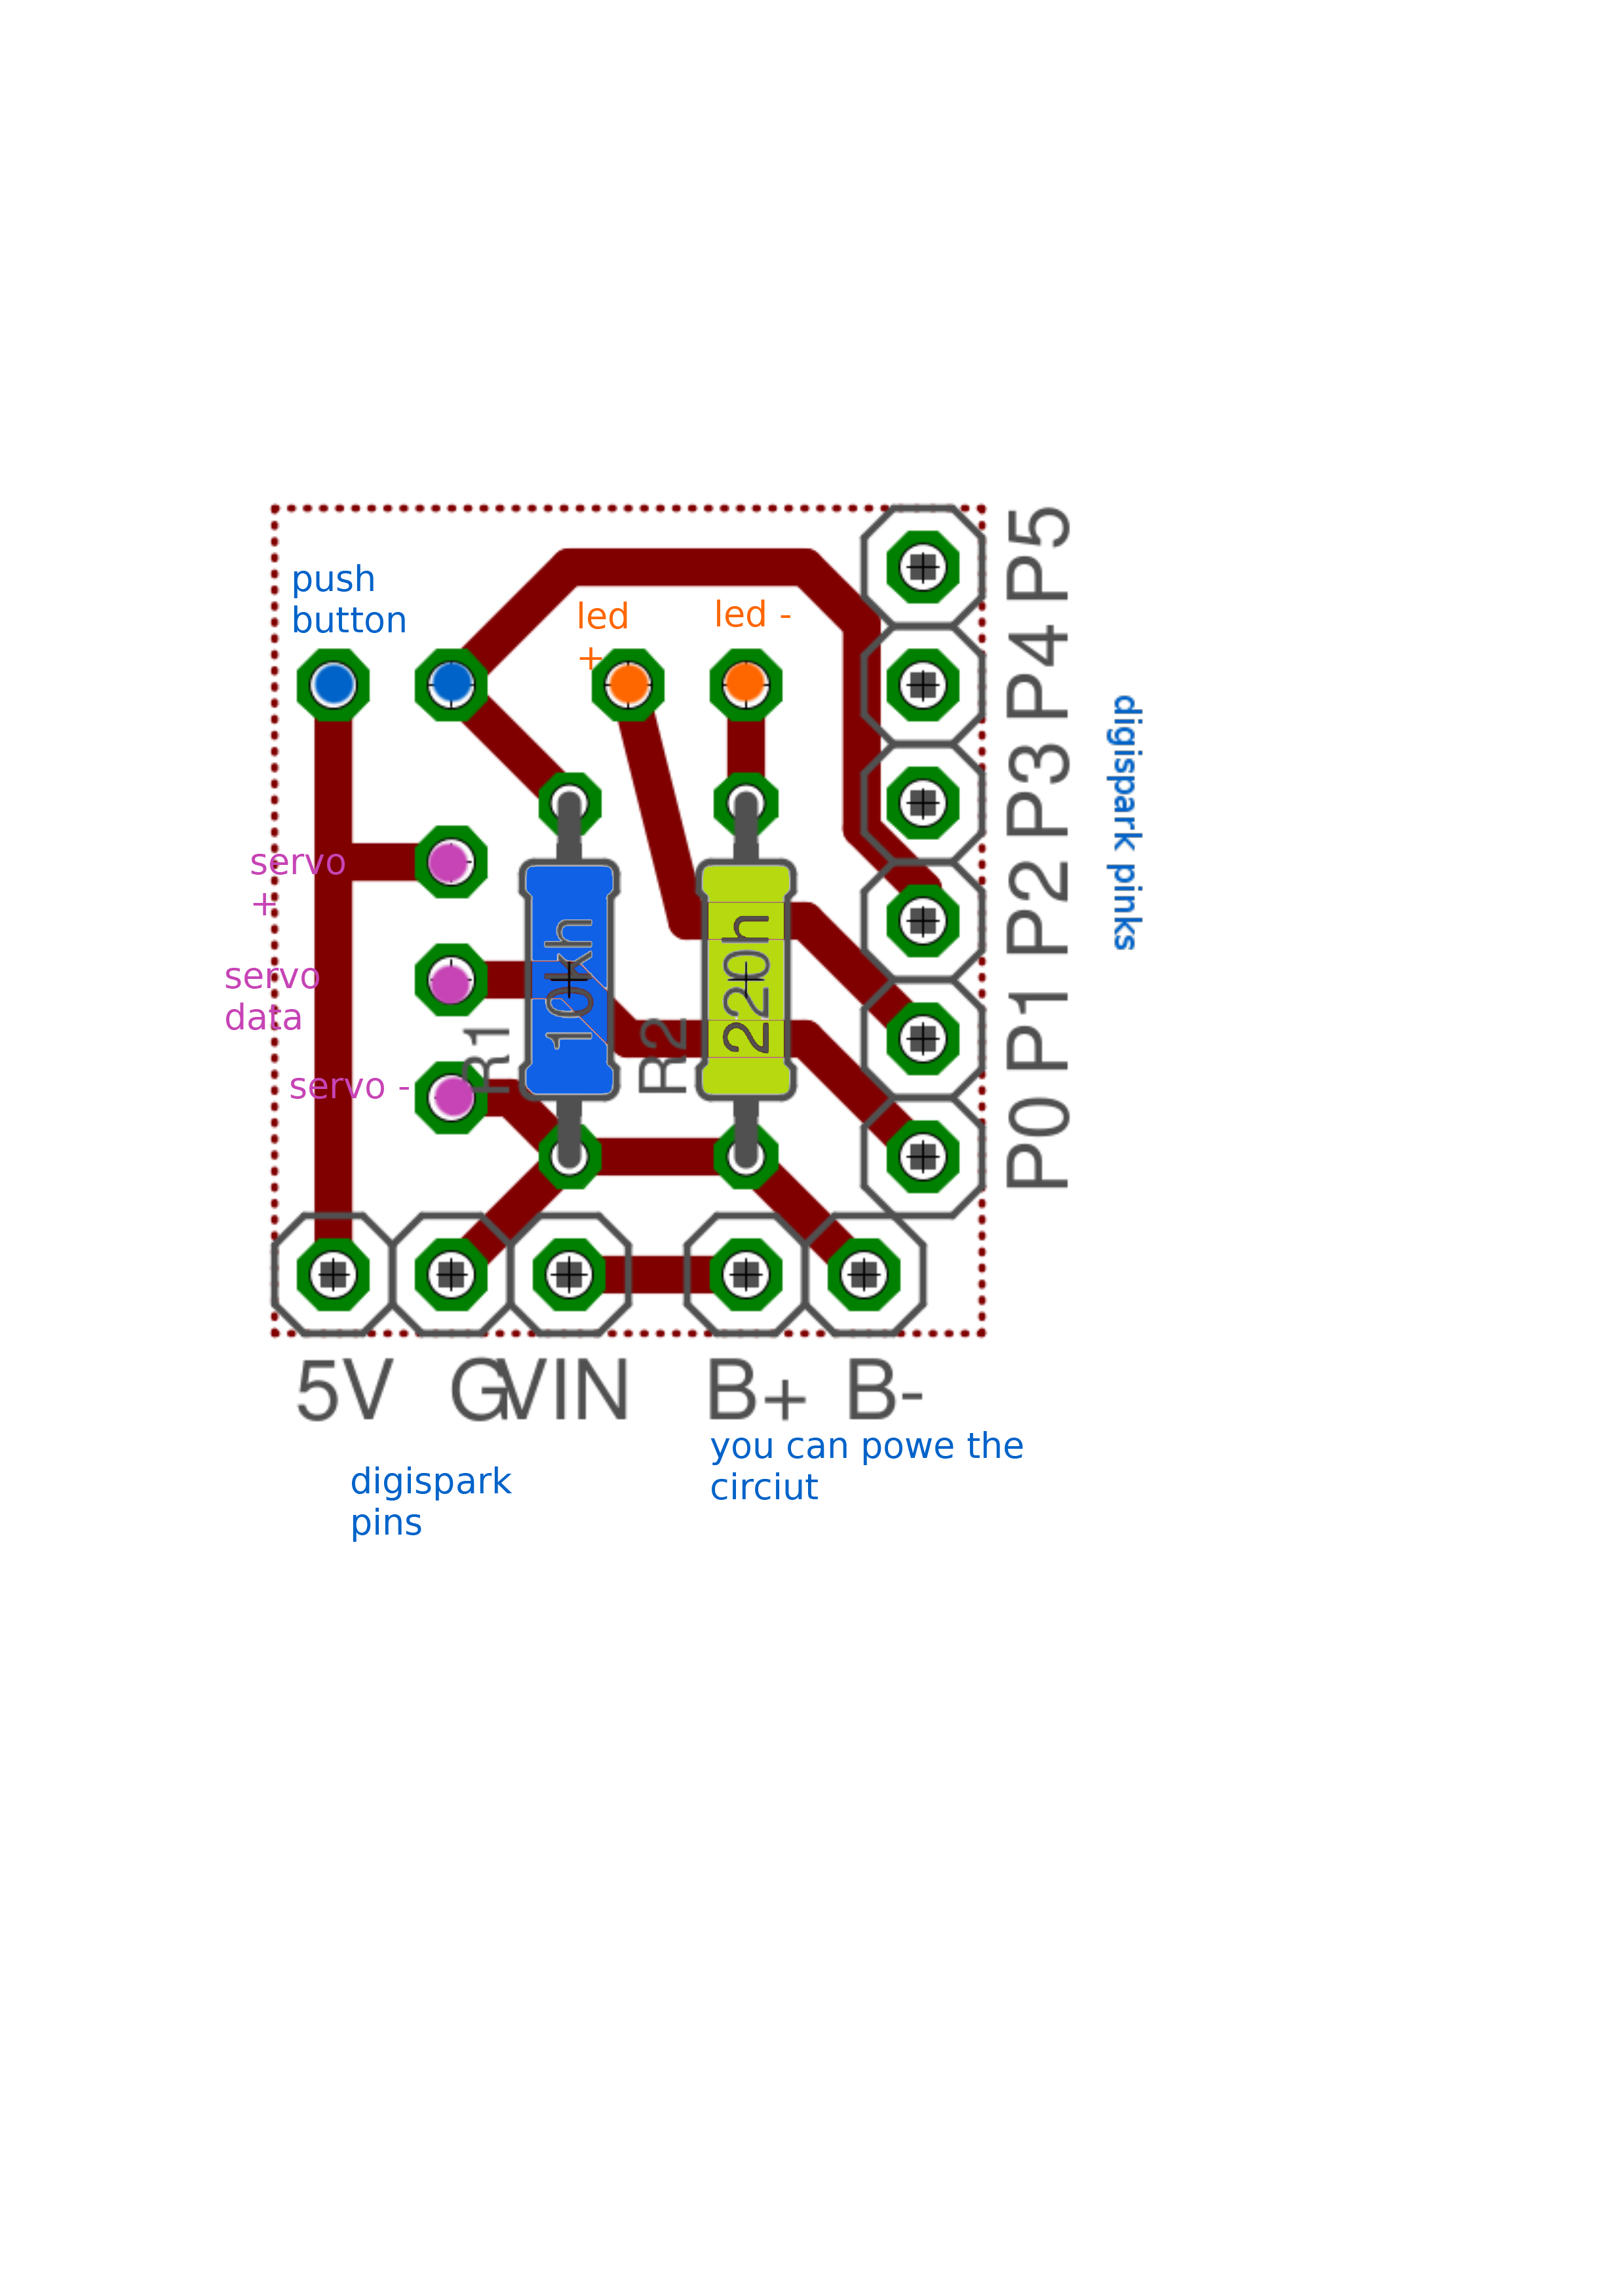 push
button
led
+
led -
servo
+
servo
data
servo -
R1
10kh
R2
220h
P5
P4
P3
P2
P1
P0
digispark pinks
5V
G
VIN
B+
B-
you can powe the
circiut
digispark
pins